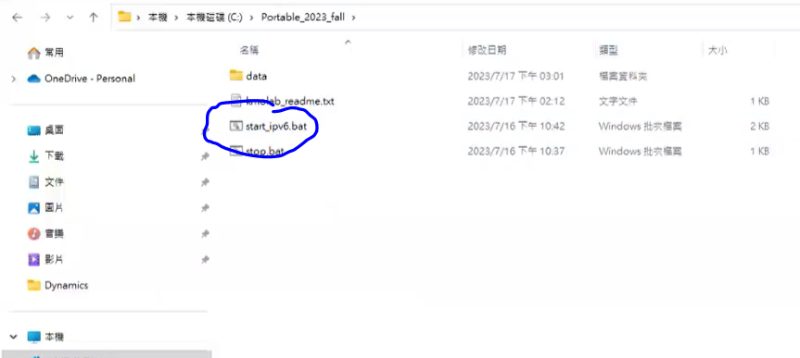 本機 › 本機磁碟 (C:) › Portable_2023_fall ›
常用
OneDrive - Personal
桌面
下載
文件
圖片
音樂
影片
Dynamics
本機
名稱 修改日期 類型 大小
data 2023/7/17 下午 03:01 檔案資料夾
kmolab_readme.txt 2023/7/17 下午 02:12 文字文件 1 KB
start_ipv6.bat 2023/7/16 下午 10:42 Windows 批次檔案 2 KB
stop.bat 2023/7/16 下午 10:37 Windows 批次檔案 1 KB